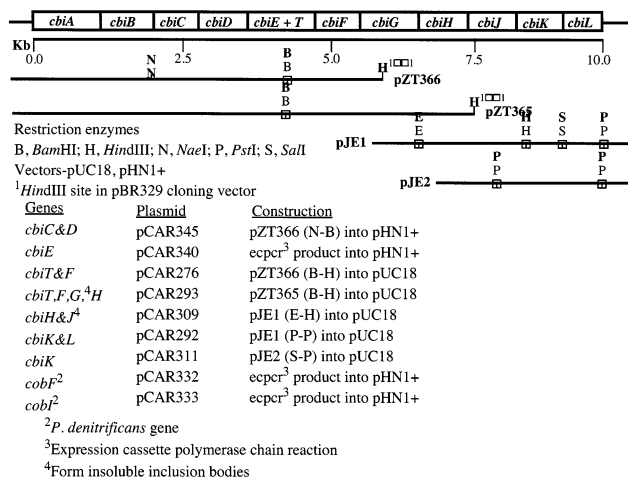 cbiA cbiB cbiC cbiD cbiE + T cbiF cbiG cbiH cbiJ cbiK cbiL
Kb 0.0 2.5 5.0 7.5 10.0
N B
N B H 1 pZT366
B H 1
B pZT365
E H S P
pJE1 E H S P
P P
pJE2 P P
Restriction enzymes
B, BamHI; H, HindIII; N, NaeI; P, PstI; S, SalI
Vectors-pUC18, pHN1+
1HindIII site in pBR329 cloning vector
Genes Plasmid Construction
cbiC&D pCAR345 pZT366 (N-B) into pHN1+
cbiE pCAR340 ecpcr3 product into pHN1+
cbiT&F pCAR276 pZT366 (B-H) into pUC18
cbiT,F,G,4H pCAR293 pZT365 (B-H) into pUC18
cbiH&J4 pCAR309 pJE1 (E-H) into pUC18
cbiK&L pCAR292 pJE1 (P-P) into pUC18
cbiK pCAR311 pJE2 (S-P) into pUC18
cobF2 pCAR332 ecpcr3 product into pHN1+
cobI2 pCAR333 ecpcr3 product into pHN1+
2P. denitrificans gene
3Expression cassette polymerase chain reaction
4Form insoluble inclusion bodies